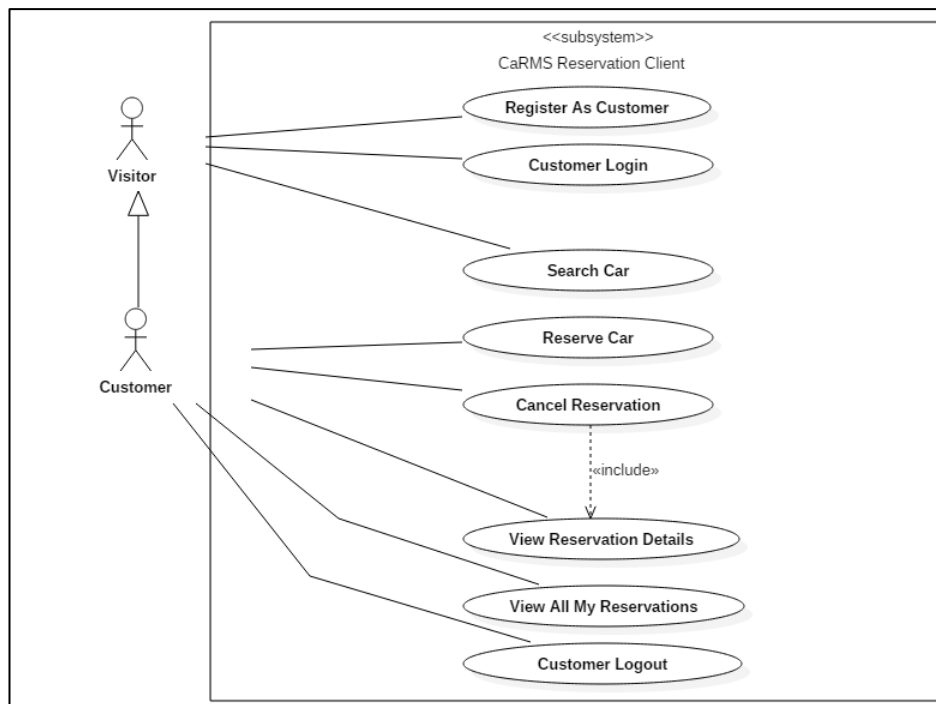 <<subsystem>>
CaRMS Reservation Client
Register As Customer
Customer Login
Visitor
Search Car
Reserve Car
Customer
Cancel Reservation
«include»
View Reservation Details
View All My Reservations
Customer Logout